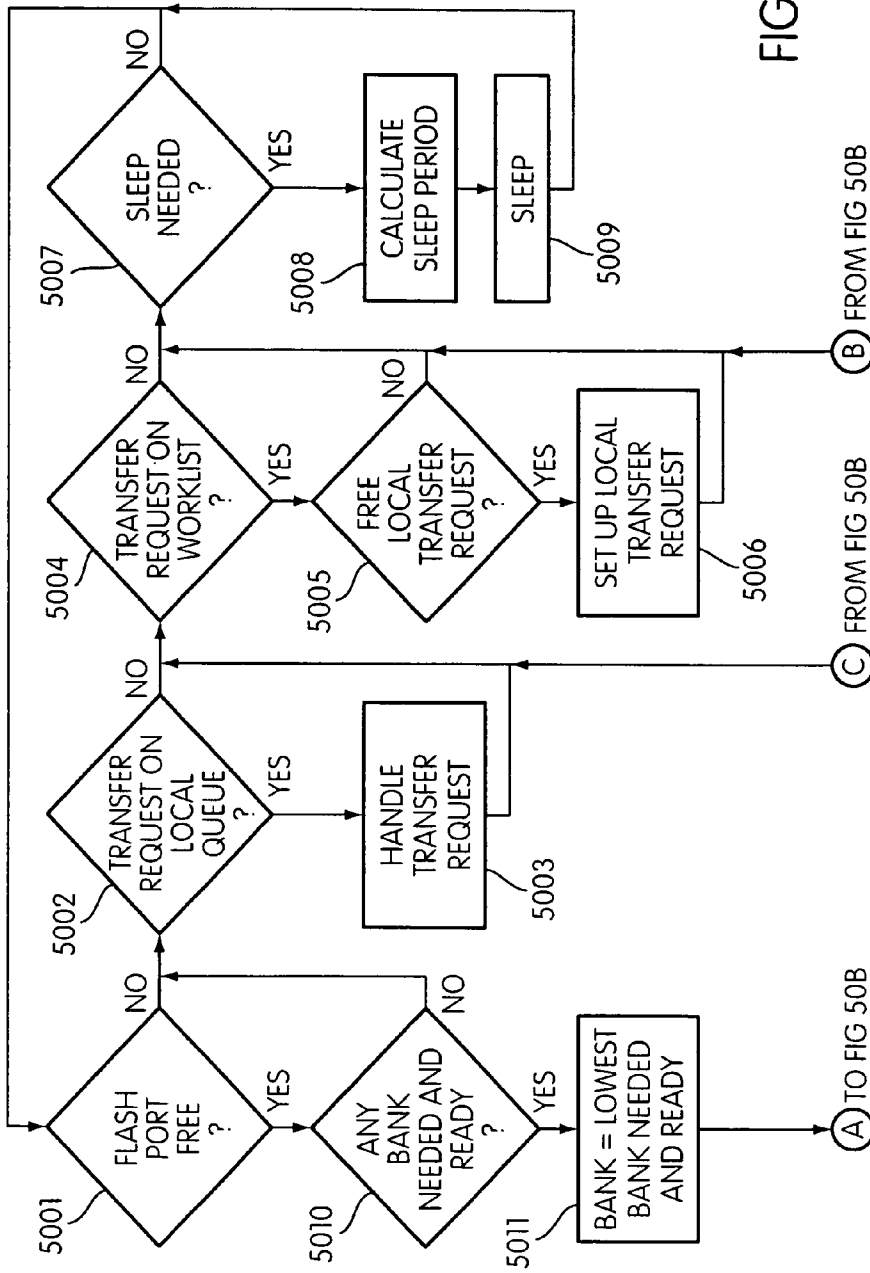 FLASH
PORT
FREE
?
5001
NO
YES
ANY
BANK
NEEDED AND
READY
?
5010
NO
YES
BANK = LOWEST
BANK NEEDED
AND READY
5011
A TO FIG 50B
TRANSFER
REQUEST ON
LOCAL
QUEUE
?
5002
NO
YES
HANDLE
TRANSFER
REQUEST
5003
C FROM FIG 50B
TRANSFER
REQUEST ON
WORKLIST
?
5004
NO
YES
FREE
LOCAL
TRANSFER
REQUEST
?
5005
NO
YES
SET UP LOCAL
TRANSFER
REQUEST
5006
B FROM FIG 50B
SLEEP
NEEDED
?
5007
NO
YES
CALCULATE
SLEEP PERIOD
5008
SLEEP
5009
FIG